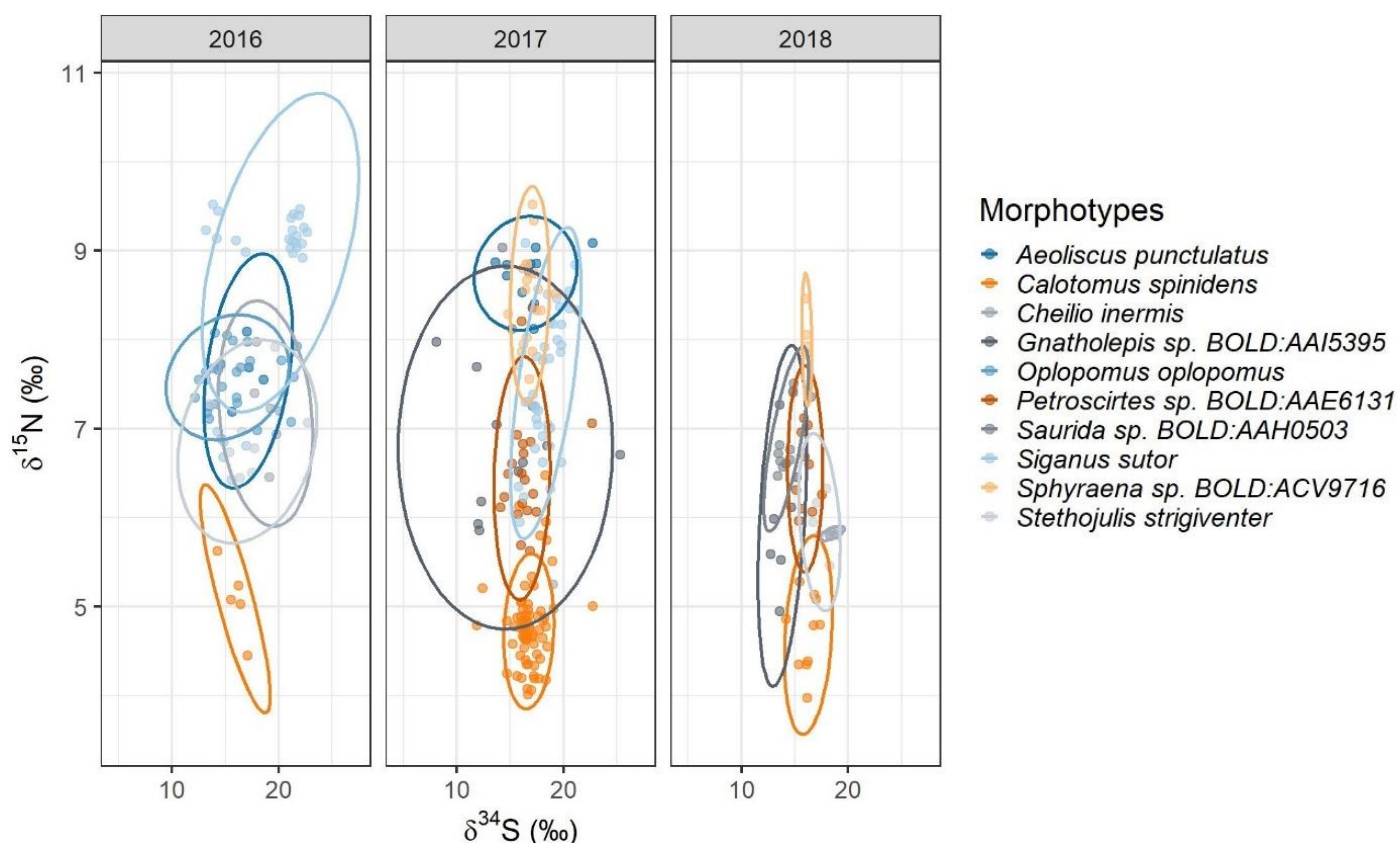 2016 2017 2018
11
9
7
5
δ15N (‰)
10 20 10 20 10 20
δ34S (‰)
Morphotypes
Aeoliscus punctulatus
Calotomus spinidens
Cheilio inermis
Gnatholepis sp. BOLD:AAI5395
Oplopomus oplopomus
Petroscirtes sp. BOLD:AAE6131
Saurida sp. BOLD:AAH0503
Siganus sutor
Sphyraena sp. BOLD:ACV9716
Stethojulis strigiventer